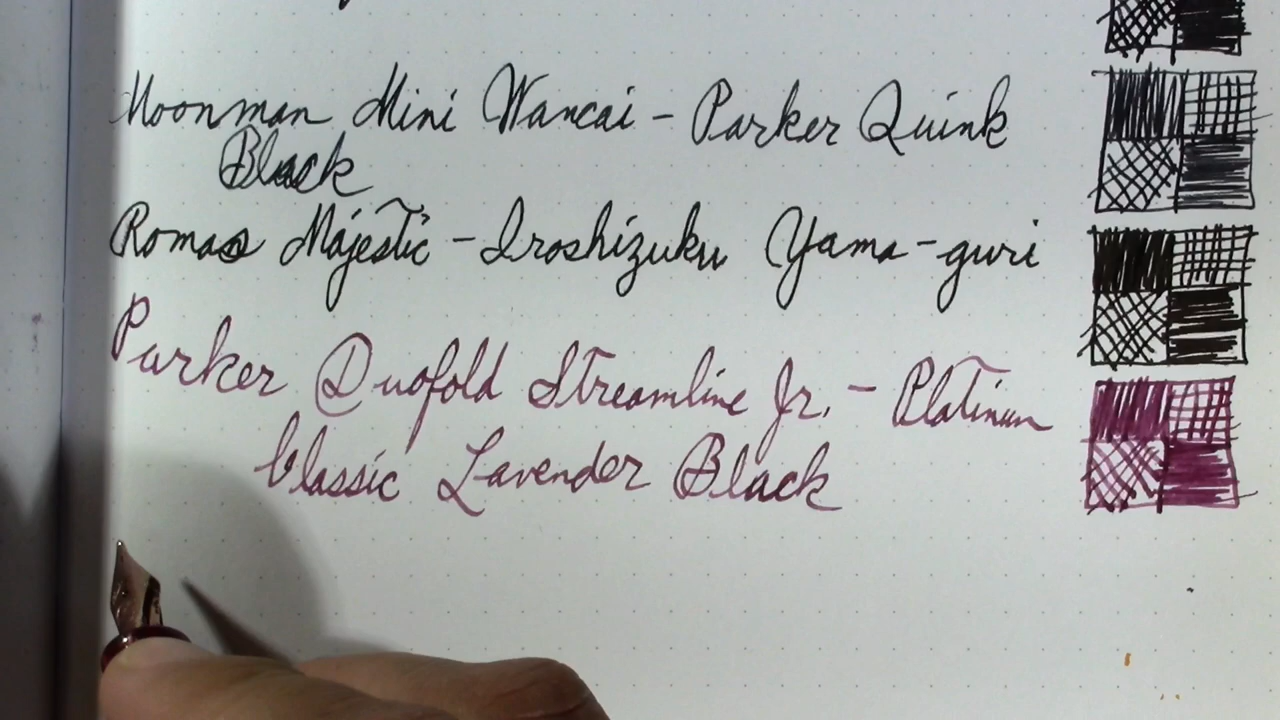 Moonman Mini Wancai - Parker Quink
Black
Romas Majestic - Iroshizuku Yama-guri
Parker Duofold Streamline Jr. - Platinum
Classic Lavender Black